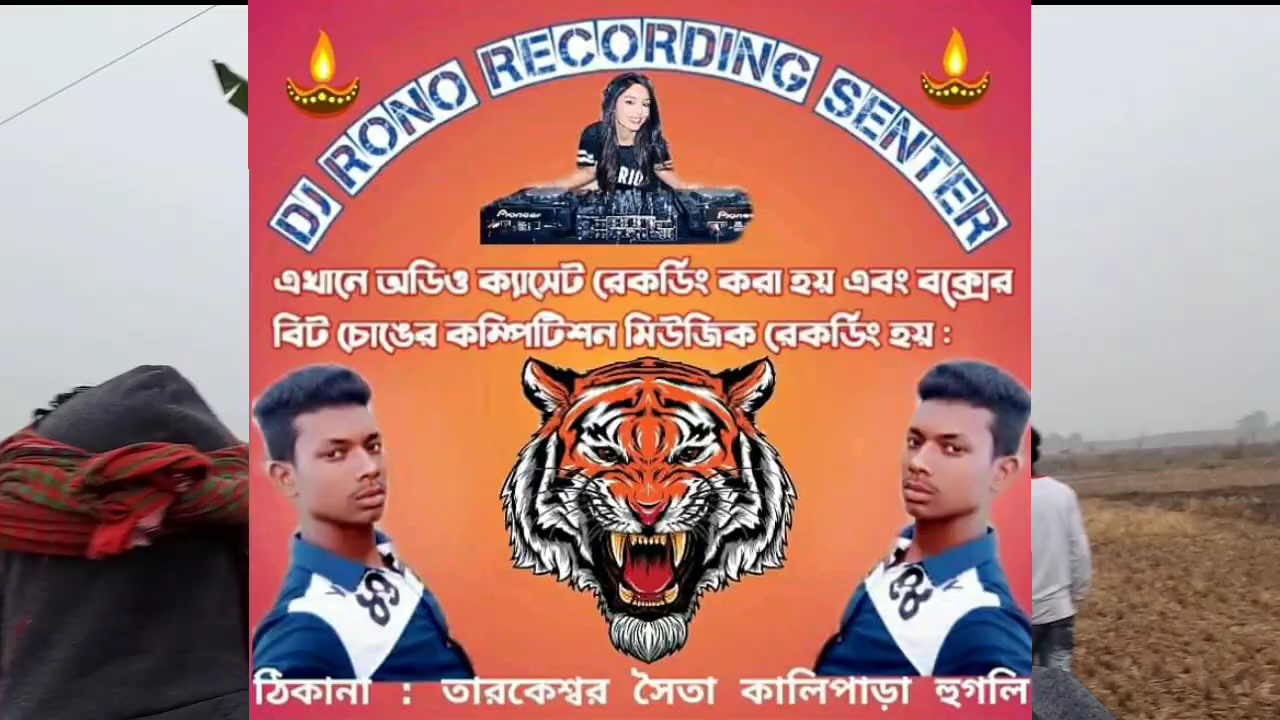 DJ RONO RECORDING SENTER
RIO
Pioneer Pioneer
এখানে অডিও ক্যাসেট রেকর্ডিং করা হয় এবং বক্সের
বিট চোঙের কম্পিটিশন মিউজিক রেকর্ডিং হয় :
ঠিকানা : তারকেশ্বর সৈতা কালিপাড়া হুগলি